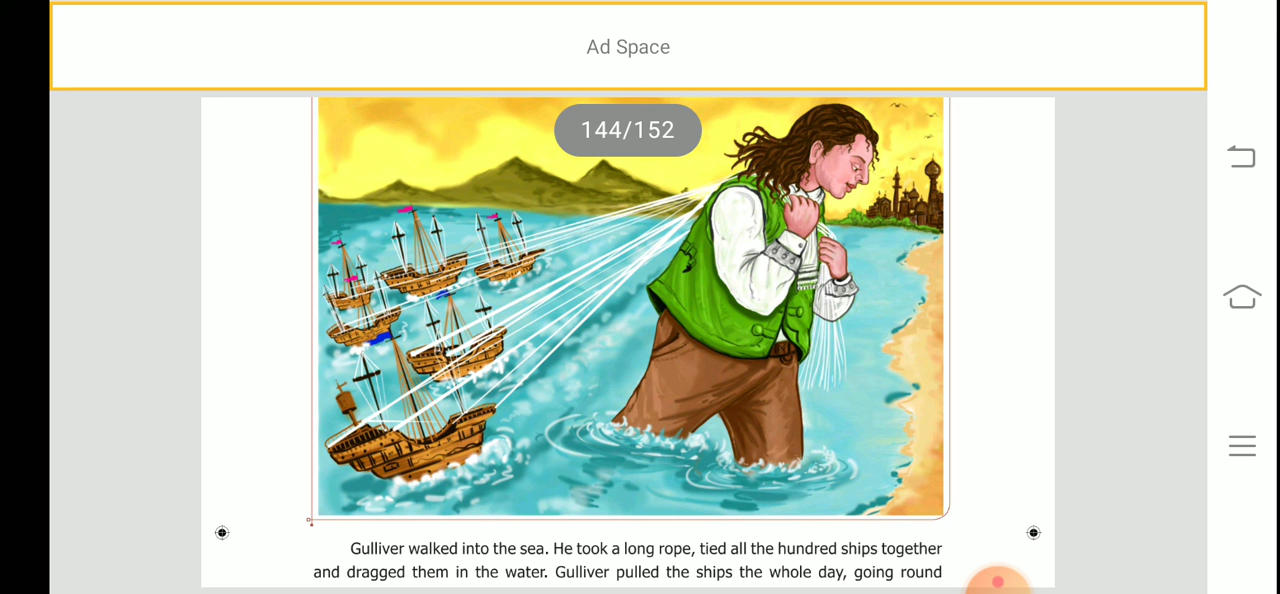 Ad Space
144/152
Gulliver walked into the sea. He took a long rope, tied all the hundred ships together
and dragged them in the water. Gulliver pulled the ships the whole day, going round